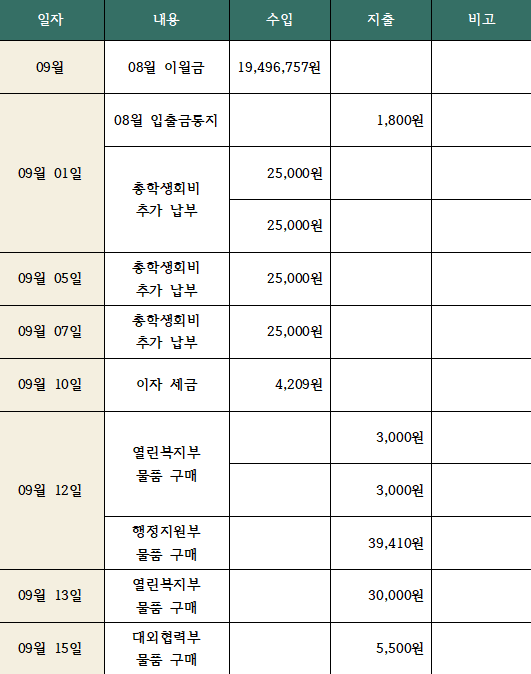 일자 내용 수입 지출 비고
09월 08월 이월금 19,496,757원
08월 입출금통지 1,800원
09월 01일
총학생회비
추가 납부
25,000원
25,000원
09월 05일
총학생회비
추가 납부
25,000원
09월 07일
총학생회비
추가 납부
25,000원
09월 10일 이자 세금 4,209원
09월 12일
열린복지부
물품 구매
3,000원
3,000원
행정지원부
물품 구매
39,410원
09월 13일
열린복지부
물품 구매
30,000원
09월 15일
대외협력부
물품 구매
5,500원